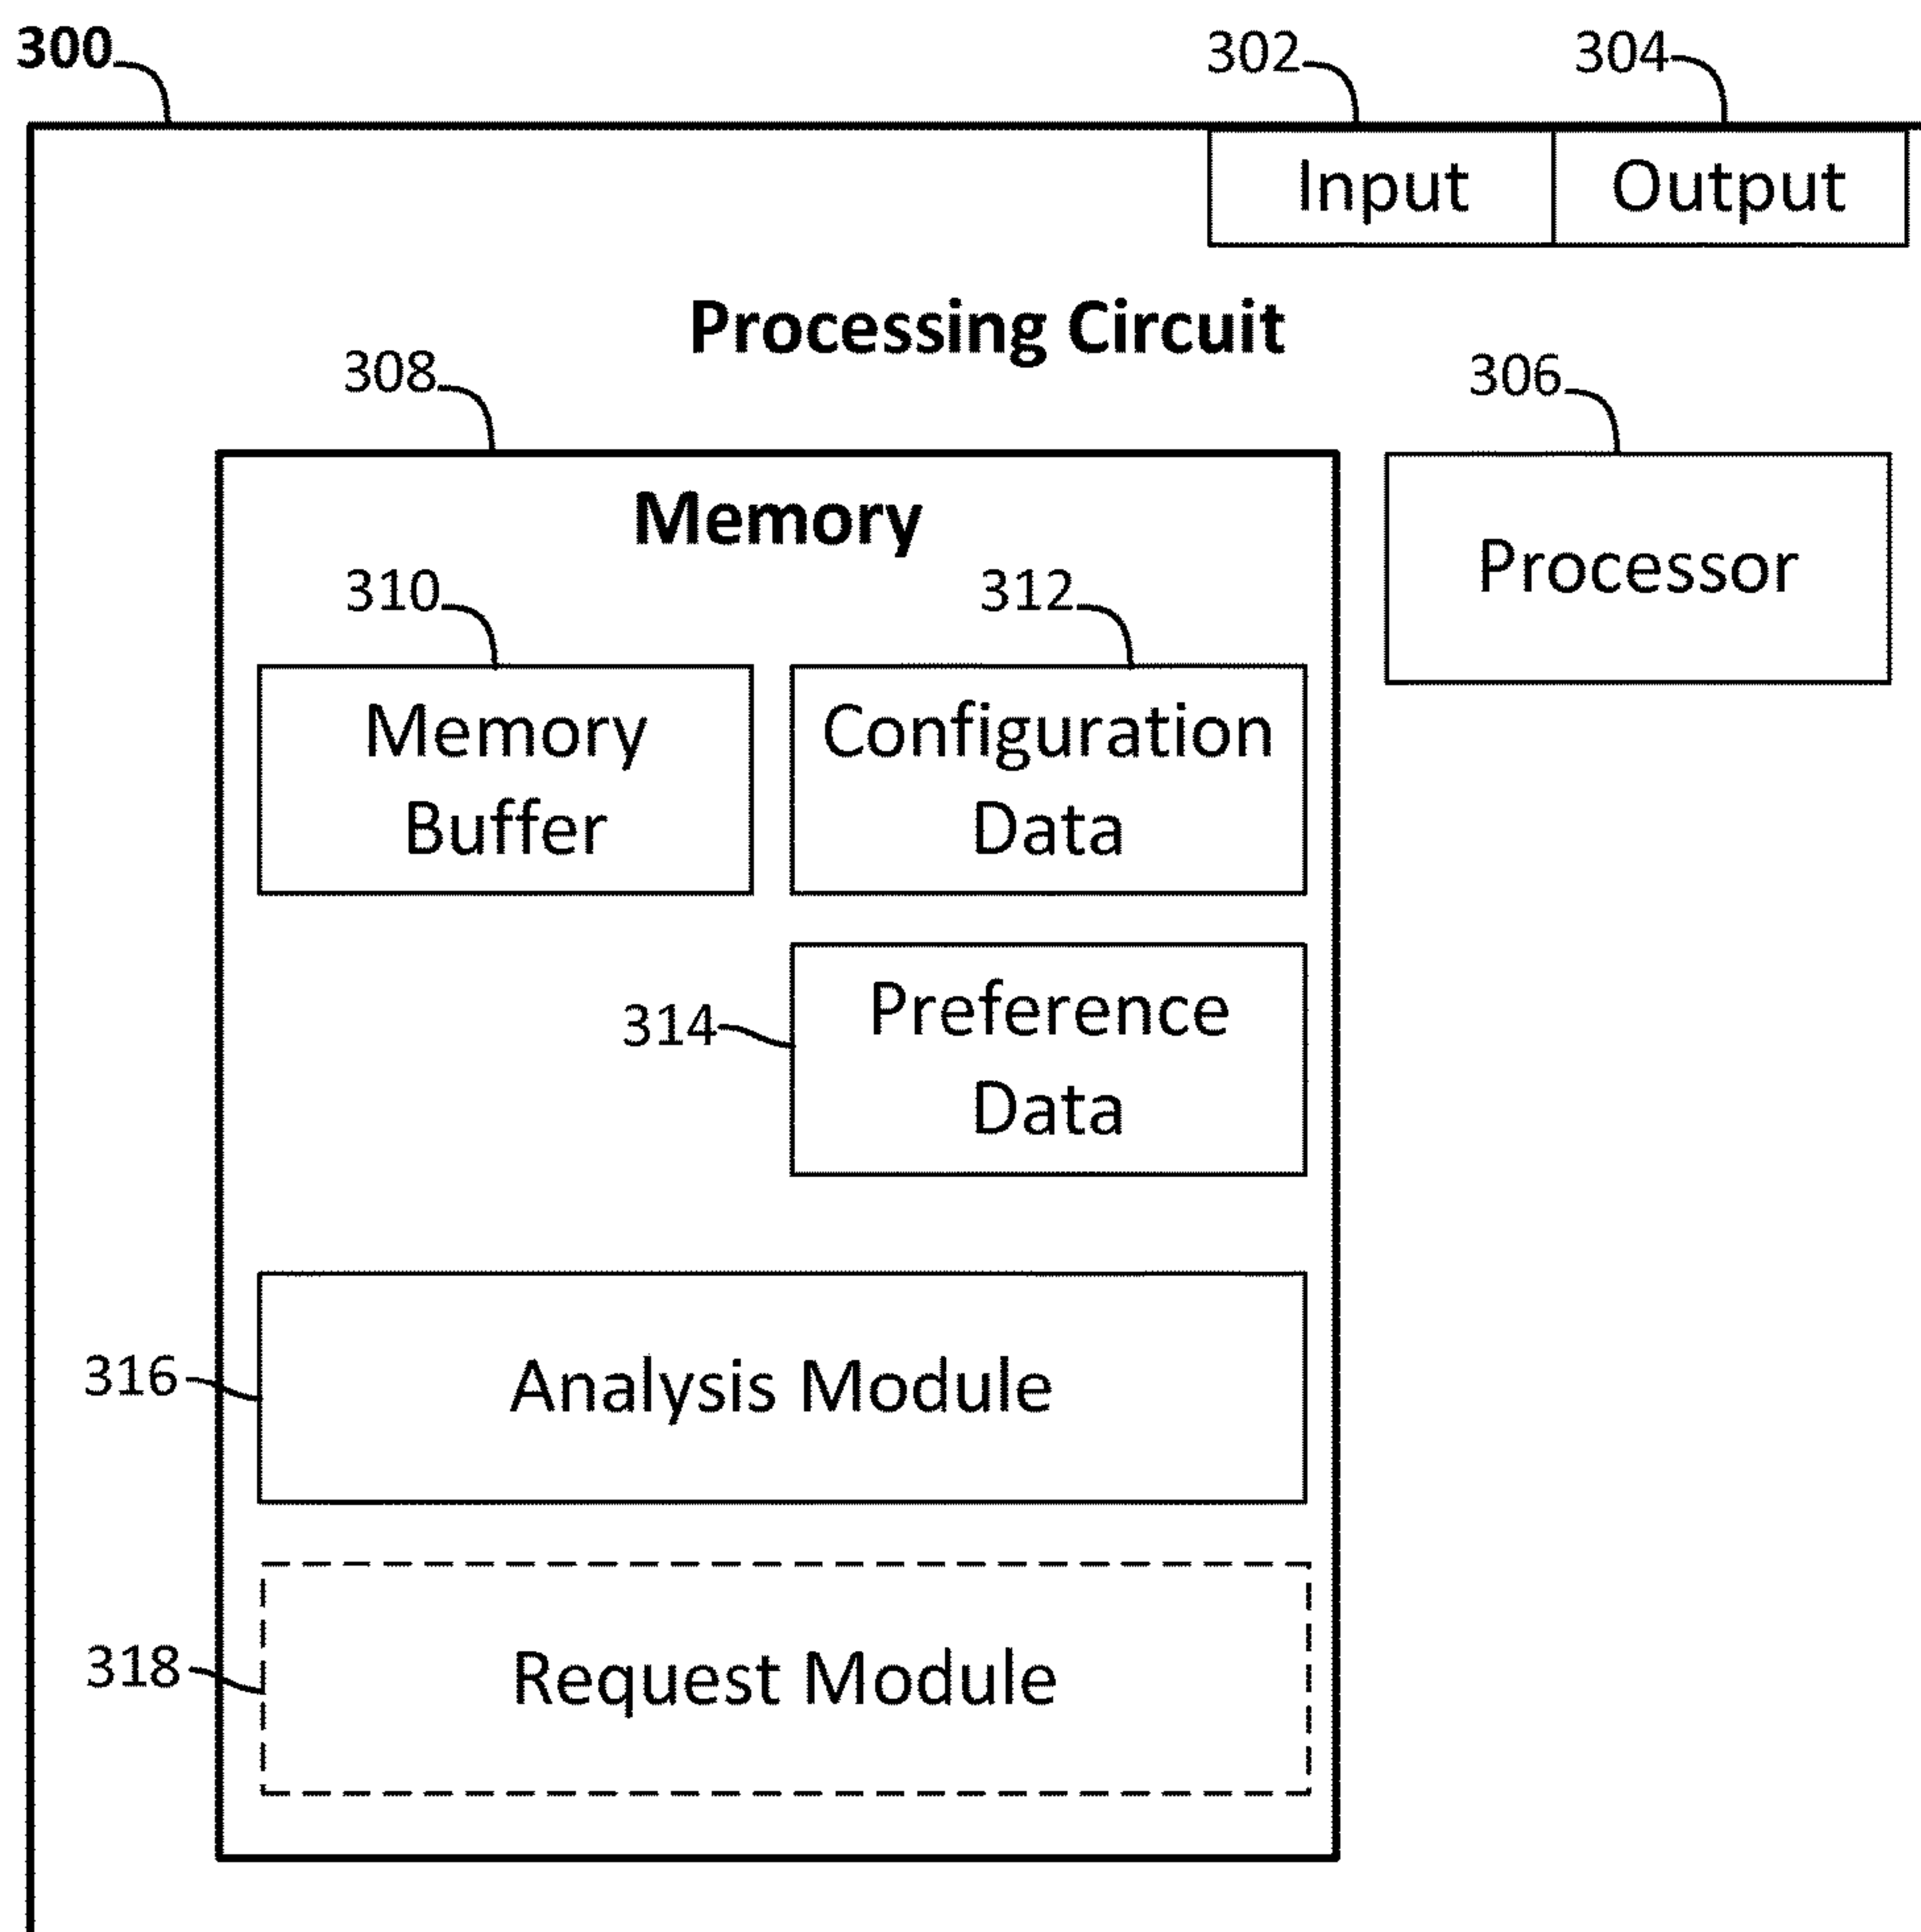 300
302
304
Input
Output
Processing Circuit
308
306
Memory
Processor
310
312
Memory
Buffer
Configuration
Data
314
Preference
Data
316
Analysis Module
318
Request Module